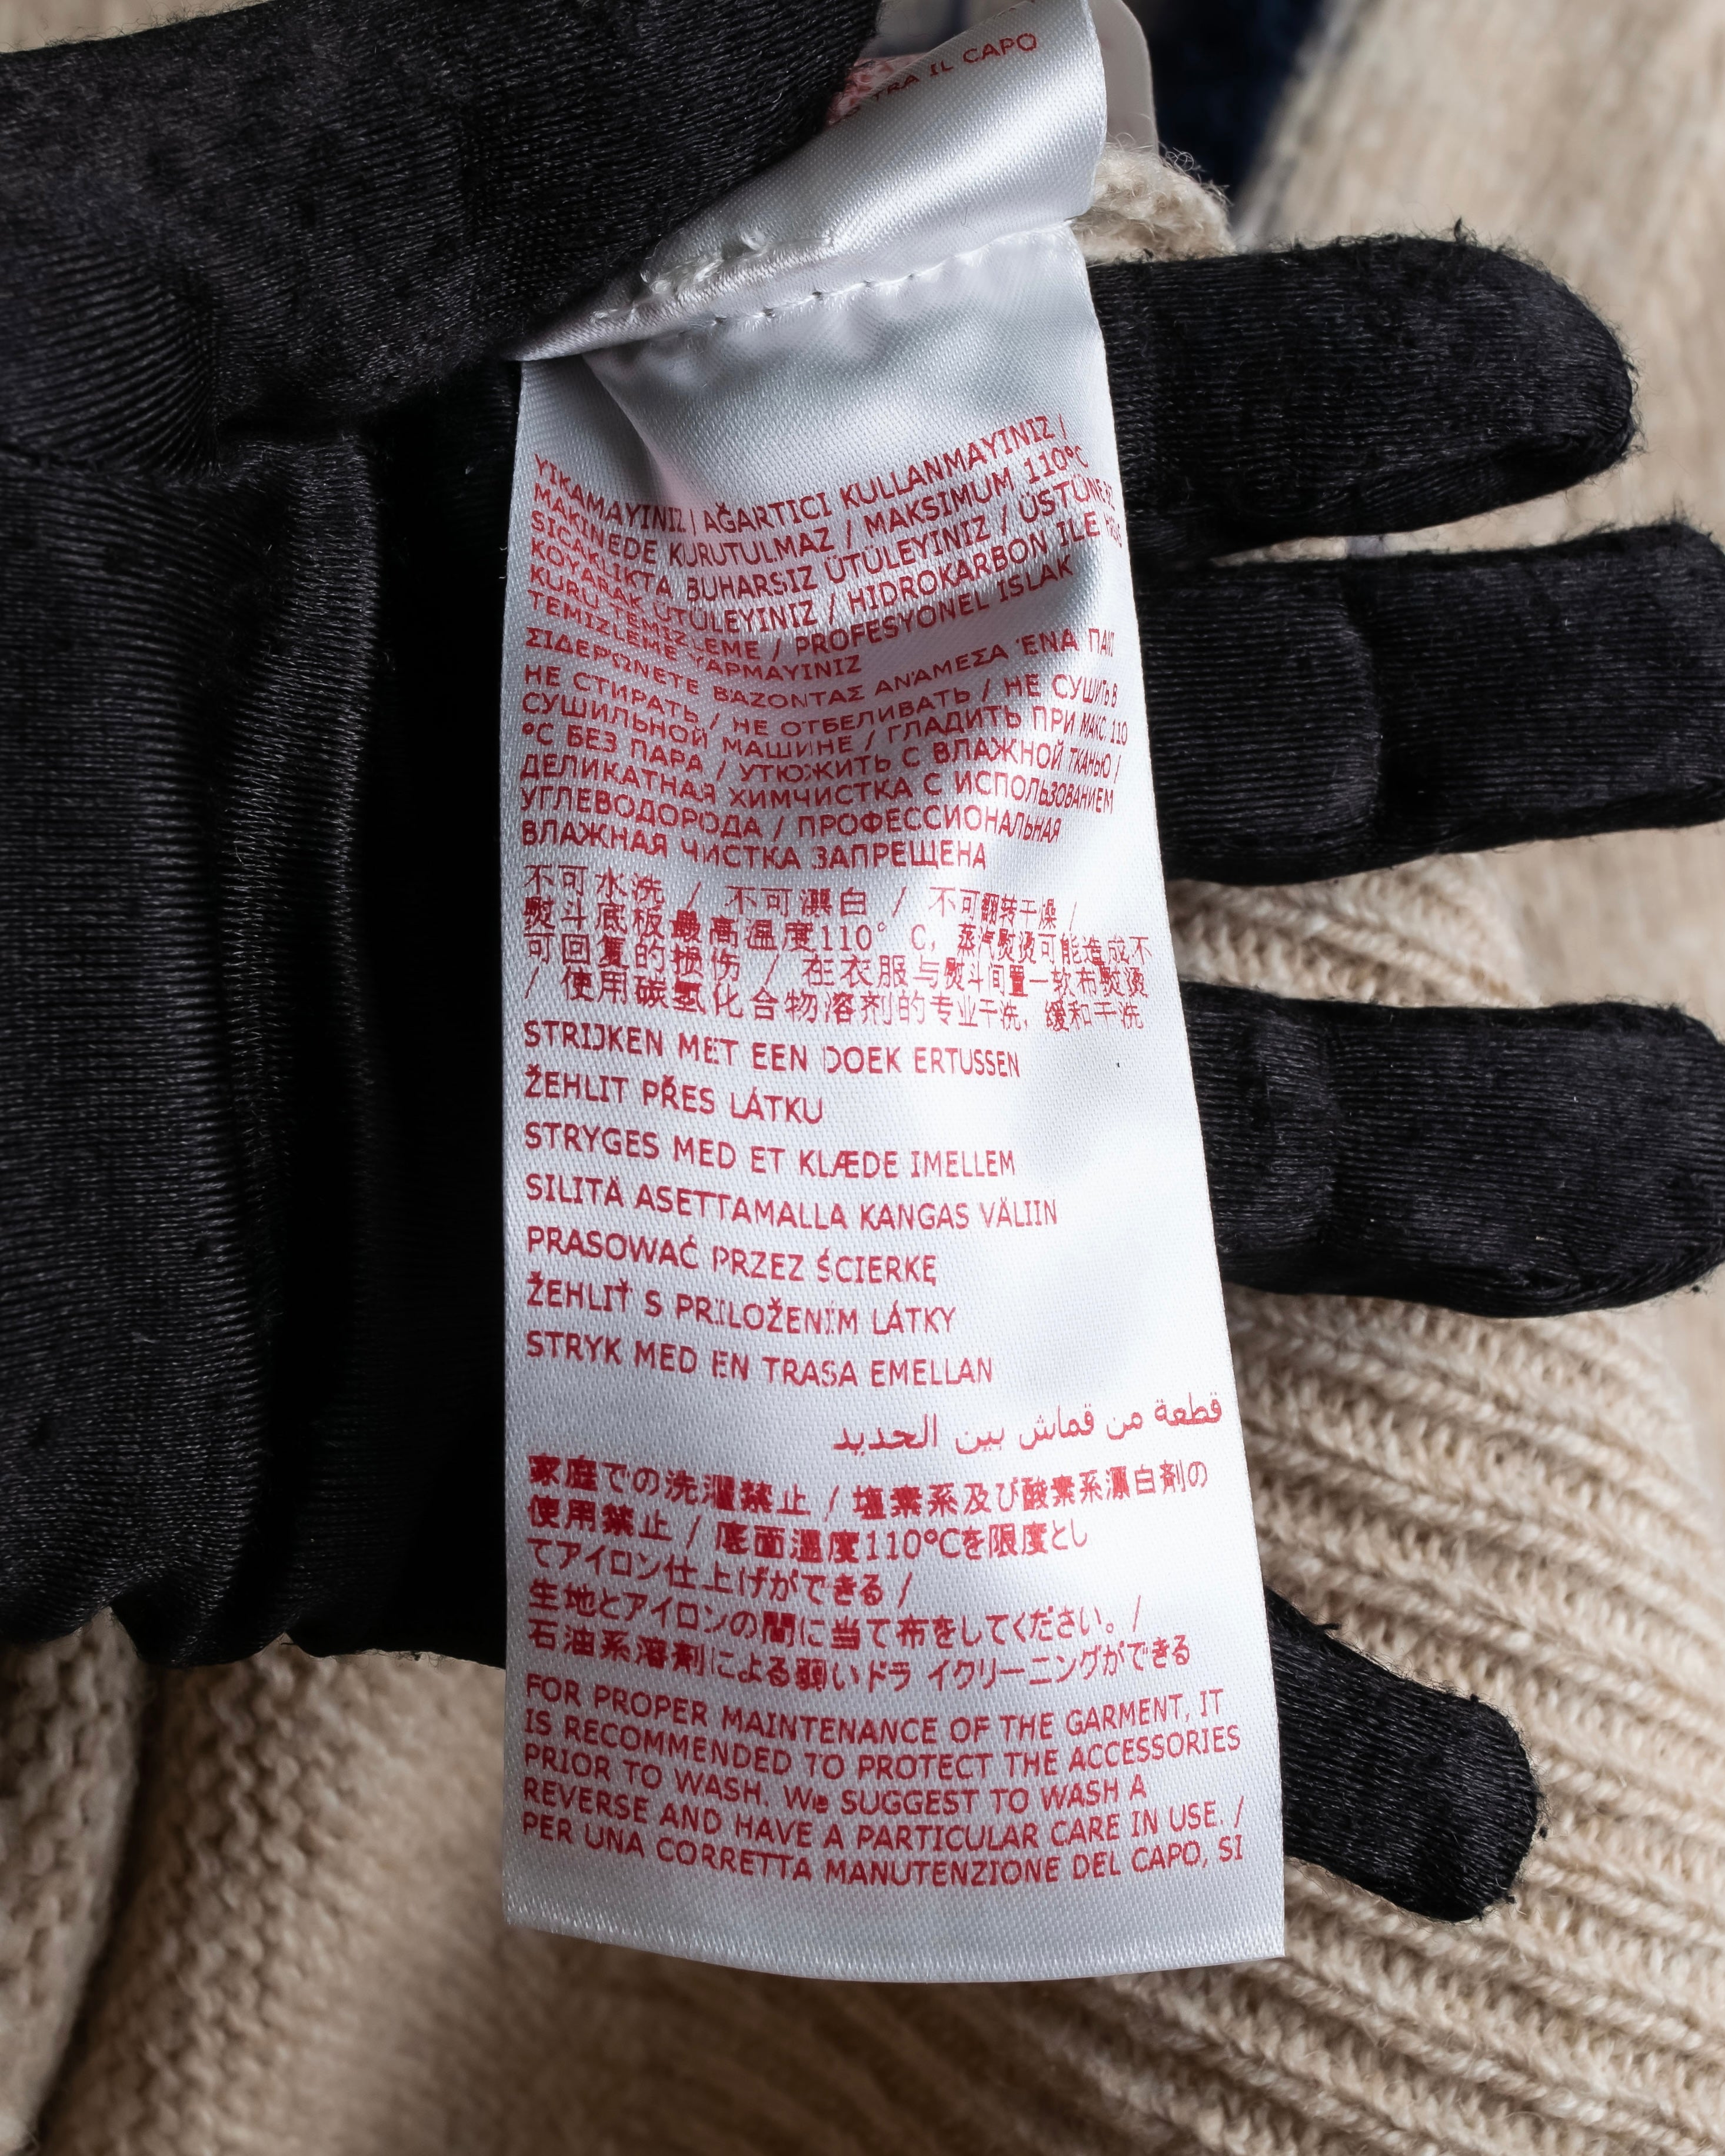 TRA IL CAPO
YIKAMAYINIZ / AĞARTICI KULLANMAYINIZ /
MAKINEDE KURUTULMAZ / MAKSIMUM 110°C
SICAKLIKTA BUHARSIZ ÜTÜLEYINIZ / ÜSTÜNE
KOYARAK ÜTÜLEYINIZ / HIDROKARBON ILE
KURU TEMIZLEME / PROFESYONEL ISLAK
TEMIZLEME YAPMAYINIZ
ΣΙΔΕΡΩΝΕΤΕ ΒΑΖΟΝΤΑΣ ΑΝΑΜΕΣΑ ΈΝΑ ΠΑΝΙ
НЕ СТИРАТЬ / НЕ ОТБЕЛИВАТЬ / НЕ СУШИТЬ В
СУШИЛЬНОЙ МАШИНЕ / ГЛАДИТЬ ПРИ МАКС. 110
°С БЕЗ ПАРА / УТЮЖИТЬ С ВЛАЖНОЙ ТКАНЬЮ /
ДЕЛИКАТНАЯ ХИМЧИСТКА С ИСПОЛЬЗОВАНИЕМ
УГЛЕВОДОРОДА / ПРОФЕССИОНАЛЬНАЯ
ВЛАЖНАЯ ЧИСТКА ЗАПРЕЩЕНА
不可水洗 / 不可漂白 / 不可翻转干燥 /
熨斗底板最高温度110° C, 蒸汽熨烫可能造成不
可回复的损伤 / 在衣服与熨斗间置一软布熨烫
/ 使用碳氢化合物溶剂的专业干洗, 缓和干洗
STRIJKEN MET EEN DOEK ERTUSSEN
ŽEHLIT PŘES LÁTKU
STRYGES MED ET KLÆDE IMELLEM
SILITÄ ASETTAMALLA KANGAS VÄLIIN
PRASOWAĆ PRZEZ ŚCIERKĘ
ŽEHLIŤ S PRILOŽENÍM LÁTKY
STRYK MED EN TRASA EMELLAN
قطعة من قماش بين الحديد
家庭での洗濯禁止 / 塩素系及び酸素系漂白剤の
使用禁止 / 底面温度110°Cを限度とし
てアイロン仕上げができる /
生地とアイロンの間に当て布をしてください。 /
石油系溶剤による弱いドラ イクリーニングができる
FOR PROPER MAINTENANCE OF THE GARMENT, IT
IS RECOMMENDED TO PROTECT THE ACCESSORIES
PRIOR TO WASH. We SUGGEST TO WASH A
REVERSE AND HAVE A PARTICULAR CARE IN USE. /
PER UNA CORRETTA MANUTENZIONE DEL CAPO, SI